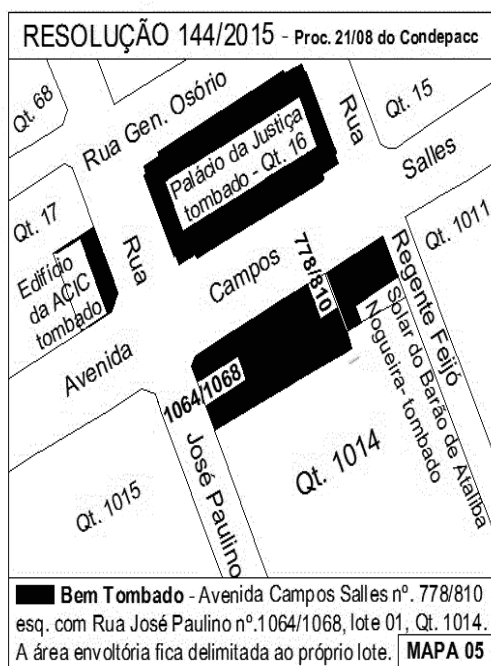 RESOLUÇÃO 144/2015 - Proc. 21/08 do Condepacc
Qt. 68
Rua Gen. Osório
Rua
Qt. 15
Palácio da Justiça
tombado - Qt. 16
Salles
Qt. 17
Edifídio
da ACIC
tombado
Rua
Campos
778/810
Regente Feijó
Qt. 1011
Solar do Barão de Ataliba
Nogueira- tombado
Avenida
1064/1068
José Paulino
Qt. 1014
Qt. 1015
Bem Tombado - Avenida Campos Salles nº. 778/810
esq. com Rua José Paulino nº.1064/1068, lote 01, Qt. 1014.
A área envoltória fica delimitada ao próprio lote. MAPA 05